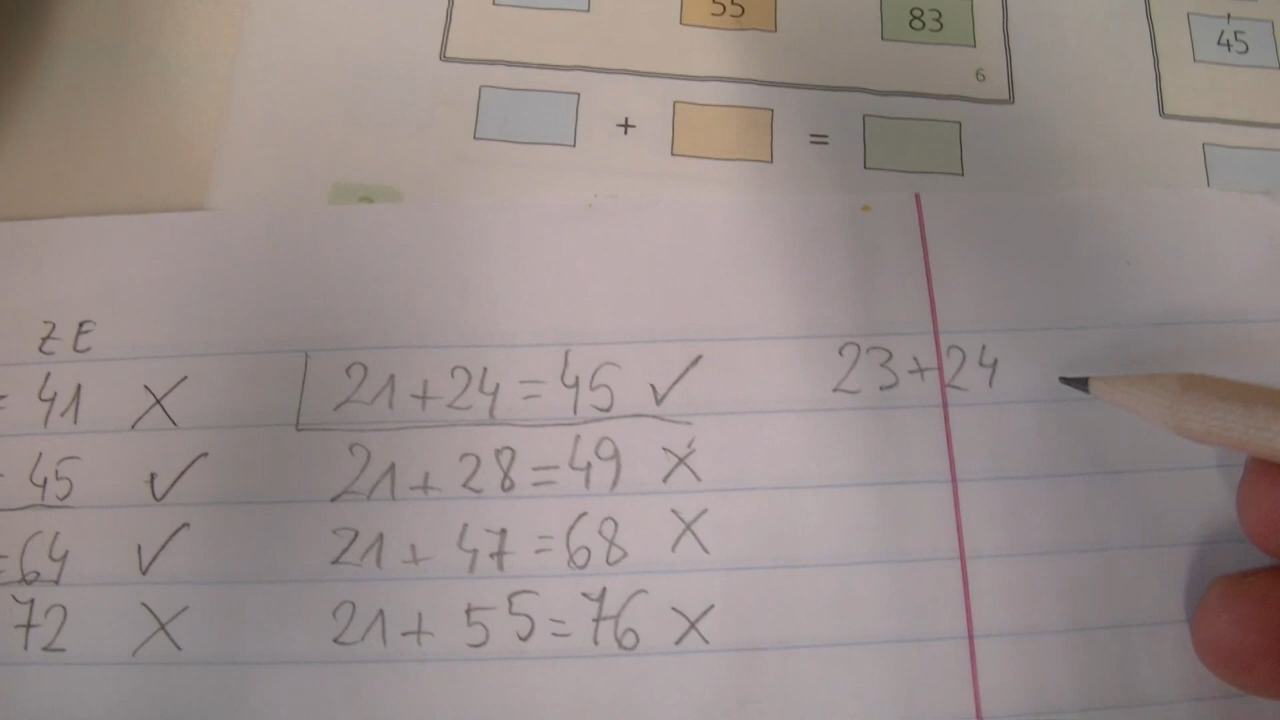 55
83
45
6
+ =
ZE
= 41 X 21+24=45 ✓ 23+24
= 45 ✓ 21+28=49 X
=64 ✓ 21+47=68 X
72 X 21+55=76 X